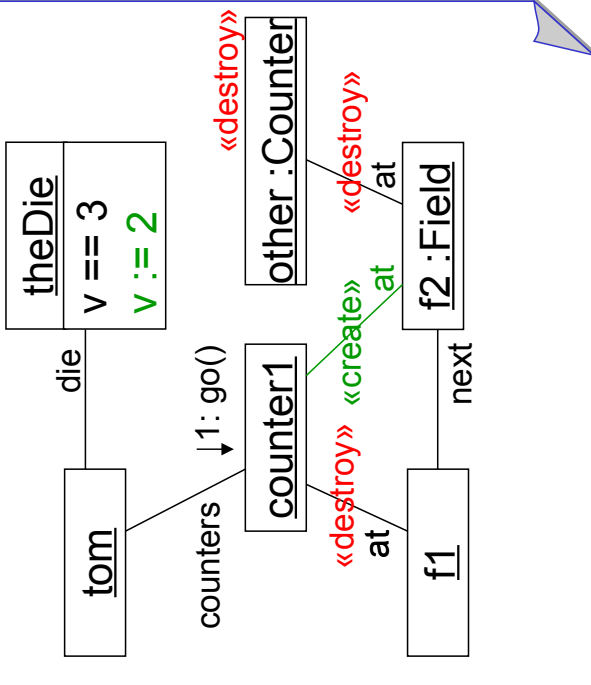 tom
die
theDie
v == 3
v := 2
counters
1: go()
counter1
«destroy»
other :Counter
«destroy»
at
«create»
at
«destroy»
at
f1
next
f2 :Field